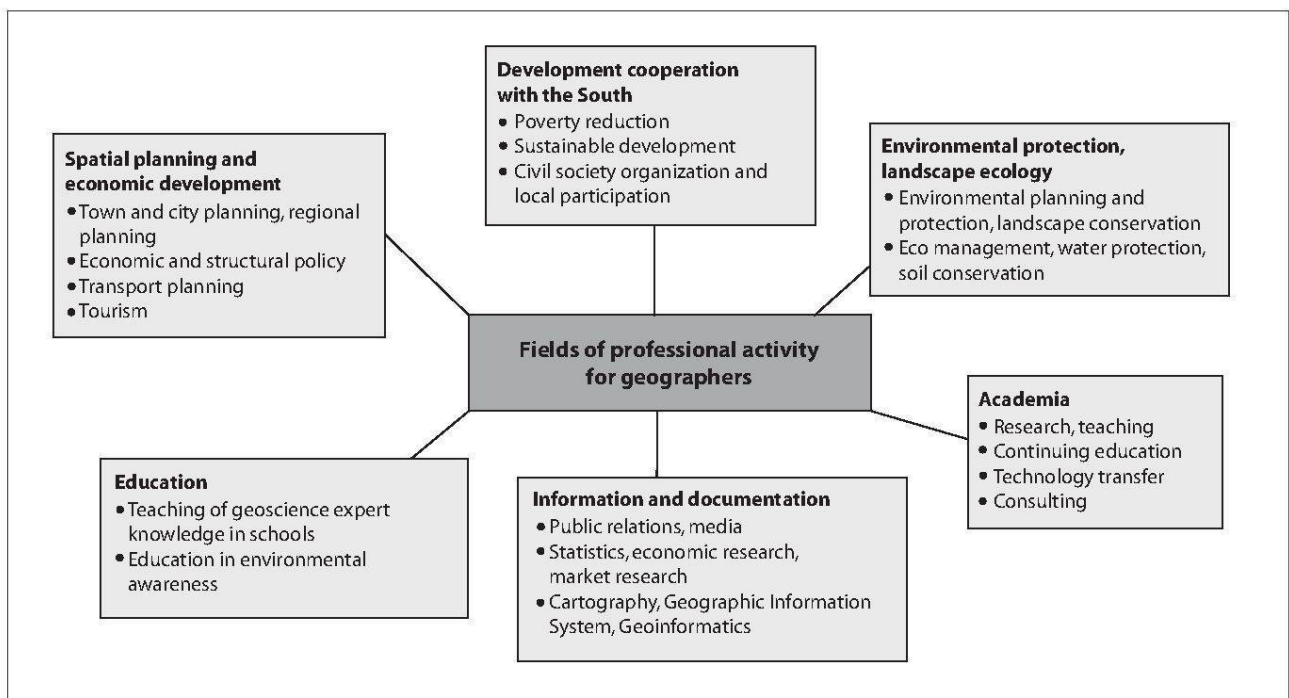 Development cooperation
with the South
• Poverty reduction
• Sustainable development
• Civil society organization and
local participation
Spatial planning and
economic development
• Town and city planning, regional
planning
• Economic and structural policy
• Transport planning
• Tourism
Environmental protection,
landscape ecology
• Environmental planning and
protection, landscape conservation
• Eco management, water protection,
soil conservation
Fields of professional activity
for geographers
Academia
• Research, teaching
• Continuing education
• Technology transfer
• Consulting
Education
• Teaching of geoscience expert
knowledge in schools
• Education in environmental
awareness
Information and documentation
• Public relations, media
• Statistics, economic research,
market research
• Cartography, Geographic Information
System, Geoinformatics